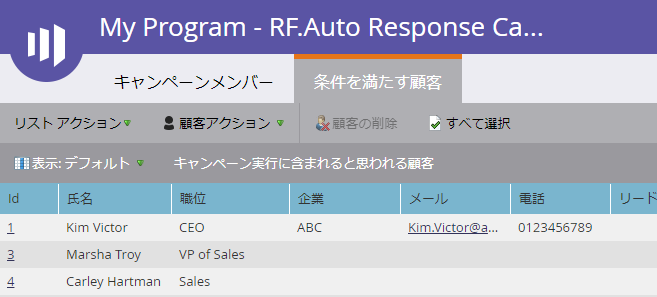 My Program - RF.Auto Response Ca...
キャンペーンメンバー 条件を満たす顧客
リスト アクション 顧客アクション 顧客の削除 すべて選択
表示: デフォルト キャンペーン実行に含まれると思われる顧客
Id 氏名 職位 企業 メール 電話 リード
1 Kim Victor CEO ABC Kim.Victor@a... 0123456789
3 Marsha Troy VP of Sales
4 Carley Hartman Sales